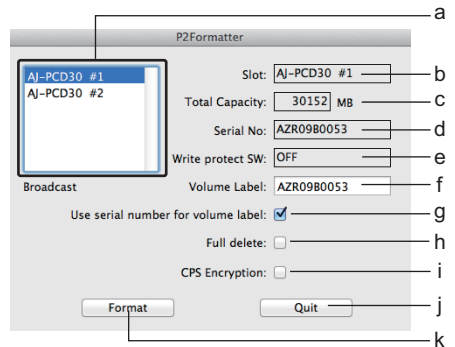 a
P2Formatter
AJ-PCD30 #1
AJ-PCD30 #2
Broadcast
Slot: AJ-PCD30 #1 b
Total Capacity: 30152 MB c
Serial No: AZR09B0053 d
Write protect SW: OFF e
Volume Label: AZR09B0053 f
Use serial number for volume label: g
Full delete: h
CPS Encryption: i
Format Quit j
k